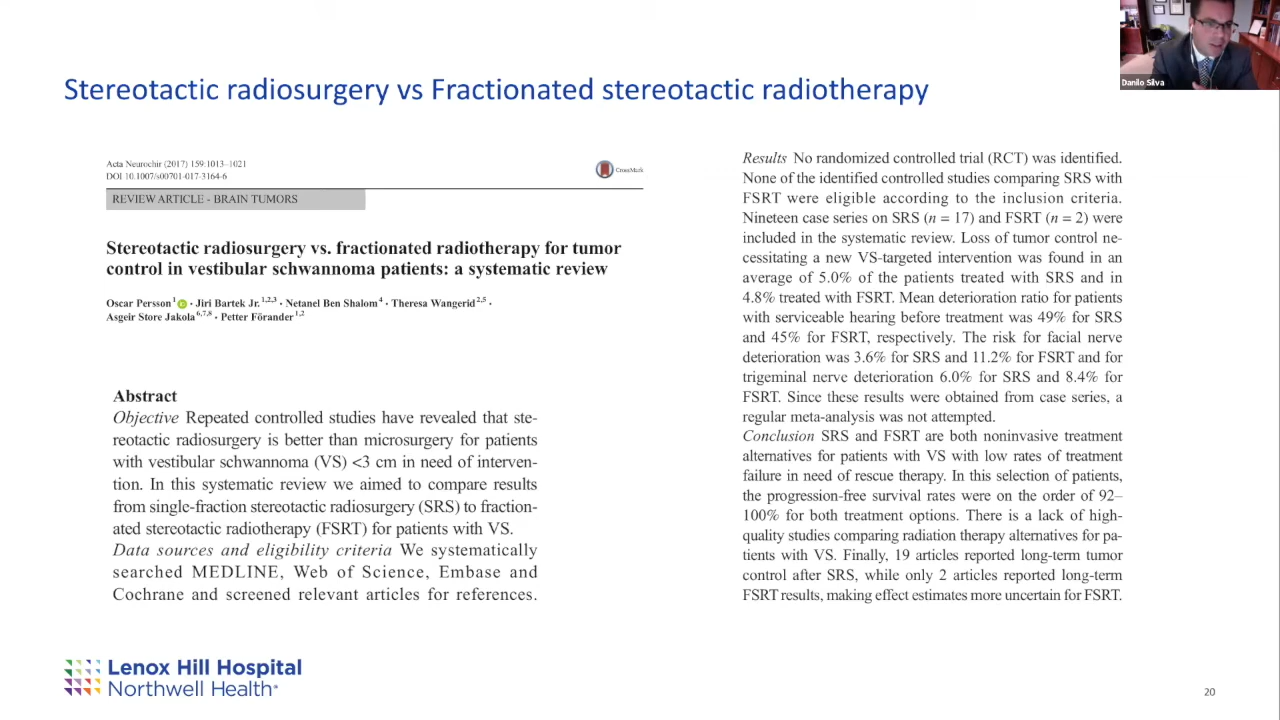 Stereotactic radiosurgery vs Fractionated stereotactic radiotherapy
Danilo Silva
Acta Neurochir (2017) 159:1013–1021
DOI 10.1007/s00701-017-3164-6
CrossMark
REVIEW ARTICLE - BRAIN TUMORS
Stereotactic radiosurgery vs. fractionated radiotherapy for tumor
control in vestibular schwannoma patients: a systematic review
Oscar Persson 1 · Jiri Bartek Jr. 1,2,3 · Netanel Ben Shalom 4 · Theresa Wangerid 2,5 ·
Asgeir Store Jakola 6,7,8 · Petter Förander 1,2
Abstract
Objective Repeated controlled studies have revealed that ste-
reotactic radiosurgery is better than microsurgery for patients
with vestibular schwannoma (VS) <3 cm in need of interven-
tion. In this systematic review we aimed to compare results
from single-fraction stereotactic radiosurgery (SRS) to fraction-
ated stereotactic radiotherapy (FSRT) for patients with VS.
Data sources and eligibility criteria We systematically
searched MEDLINE, Web of Science, Embase and
Cochrane and screened relevant articles for references.
Results No randomized controlled trial (RCT) was identified.
None of the identified controlled studies comparing SRS with
FSRT were eligible according to the inclusion criteria.
Nineteen case series on SRS (n = 17) and FSRT (n = 2) were
included in the systematic review. Loss of tumor control ne-
cessitating a new VS-targeted intervention was found in an
average of 5.0% of the patients treated with SRS and in
4.8% treated with FSRT. Mean deterioration ratio for patients
with serviceable hearing before treatment was 49% for SRS
and 45% for FSRT, respectively. The risk for facial nerve
deterioration was 3.6% for SRS and 11.2% for FSRT and for
trigeminal nerve deterioration 6.0% for SRS and 8.4% for
FSRT. Since these results were obtained from case series, a
regular meta-analysis was not attempted.
Conclusion SRS and FSRT are both noninvasive treatment
alternatives for patients with VS with low rates of treatment
failure in need of rescue therapy. In this selection of patients,
the progression-free survival rates were on the order of 92–
100% for both treatment options. There is a lack of high-
quality studies comparing radiation therapy alternatives for pa-
tients with VS. Finally, 19 articles reported long-term tumor
control after SRS, while only 2 articles reported long-term
FSRT results, making effect estimates more uncertain for FSRT.
Lenox Hill Hospital
Northwell Health
20